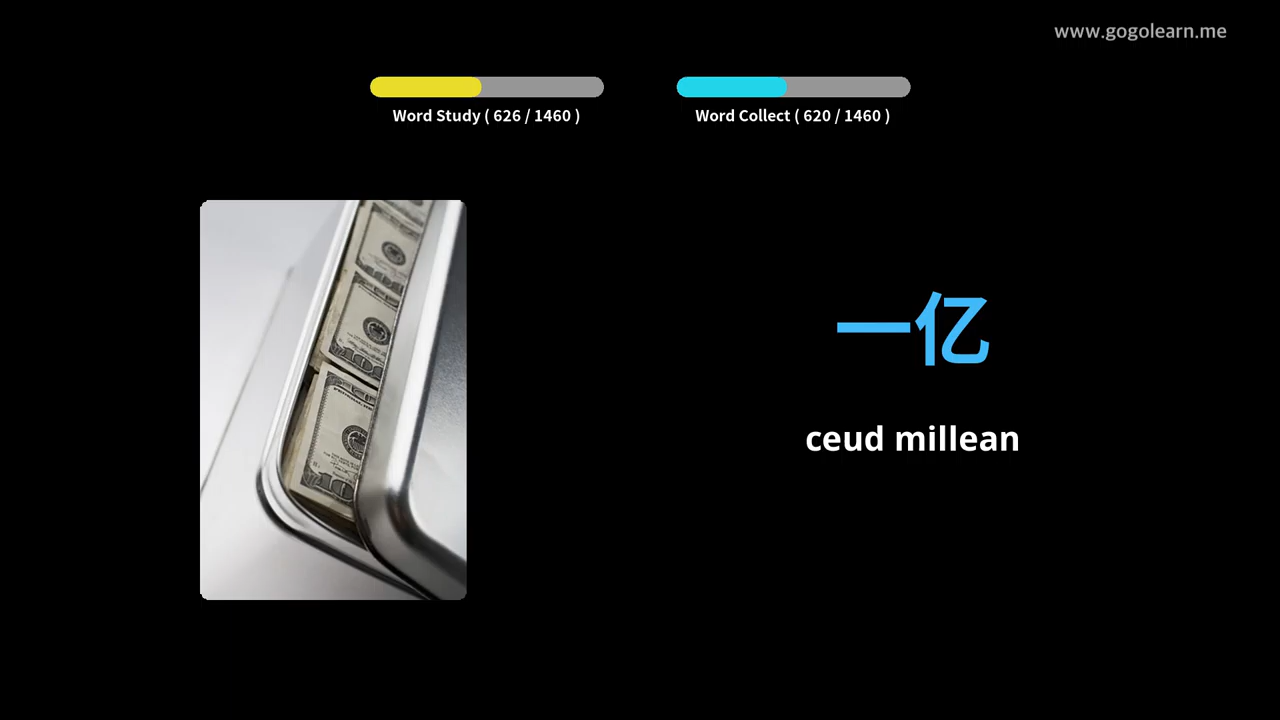 www.gogolearn.me
Word Study ( 626 / 1460 )
Word Collect ( 620 / 1460 )
一亿
ceud millean